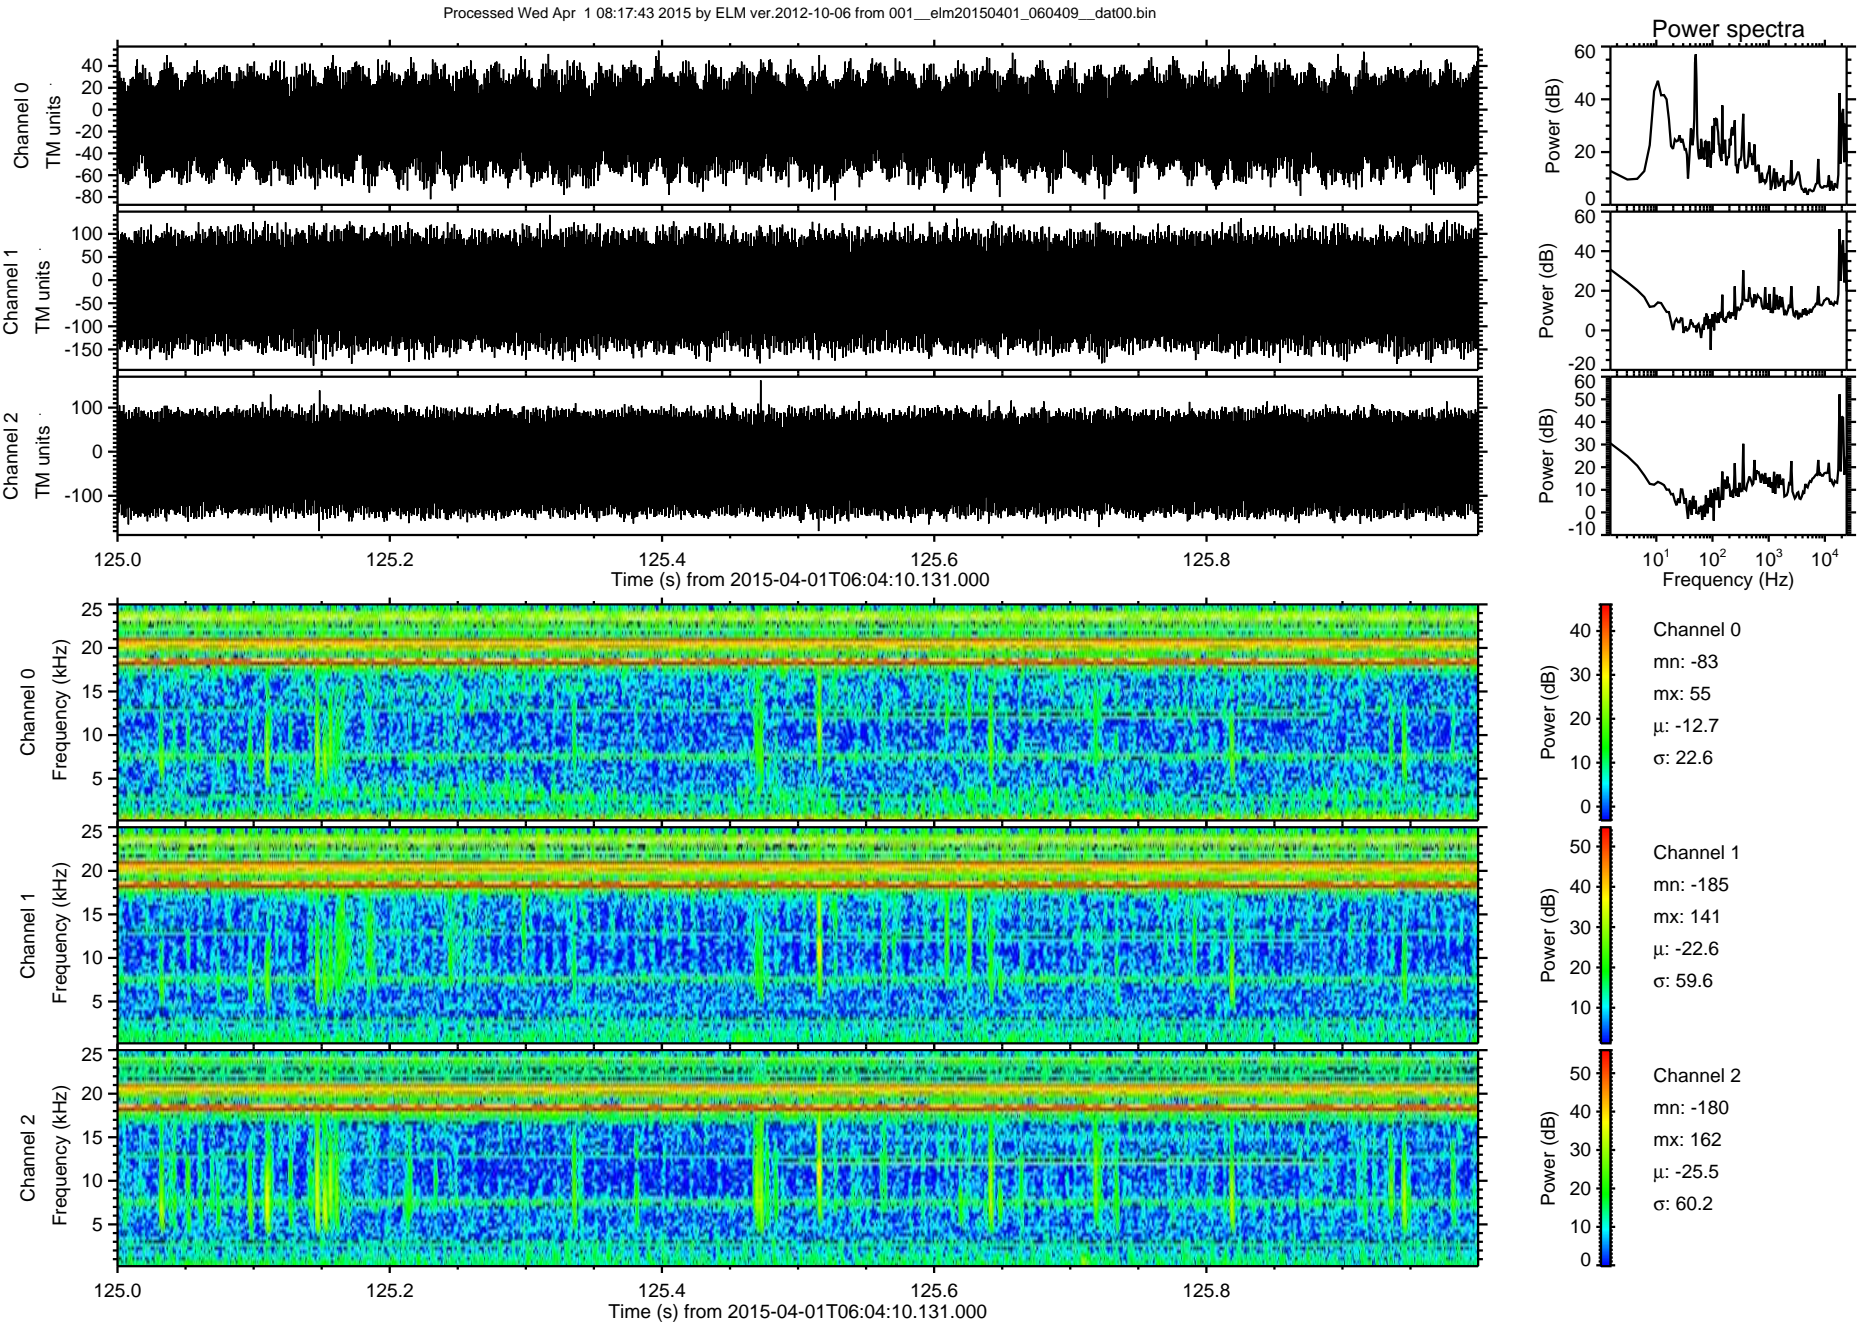 Processed Wed Apr  1 08:17:43 2015 by ELM ver.2012-10-06 from 001__elm20150401_060409__dat00.bin
Power spectra
Channel 0
TM units
40
20
0
-20
-40
-60
-80
Power (dB)
60
40
20
0
Channel 1
TM units
100
50
0
-50
-100
-150
Power (dB)
60
40
20
0
-20
Channel 2
TM units
100
0
-100
Power (dB)
60
50
40
30
20
10
0
-10
125.0
125.2
125.4
125.6
125.8
Time (s) from 2015-04-01T06:04:10.131.000
10^1
10^2
10^3
10^4
Frequency (Hz)
Channel 0
Frequency (kHz)
25
20
15
10
5
Power (dB)
40
30
20
10
0
Channel 0
mn: -83
mx: 55
μ: -12.7
σ: 22.6
Channel 1
Frequency (kHz)
25
20
15
10
5
Power (dB)
50
40
30
20
10
Channel 1
mn: -185
mx: 141
μ: -22.6
σ: 59.6
Channel 2
Frequency (kHz)
25
20
15
10
5
Power (dB)
50
40
30
20
10
0
Channel 2
mn: -180
mx: 162
μ: -25.5
σ: 60.2
125.0
125.2
125.4
125.6
125.8
Time (s) from 2015-04-01T06:04:10.131.000